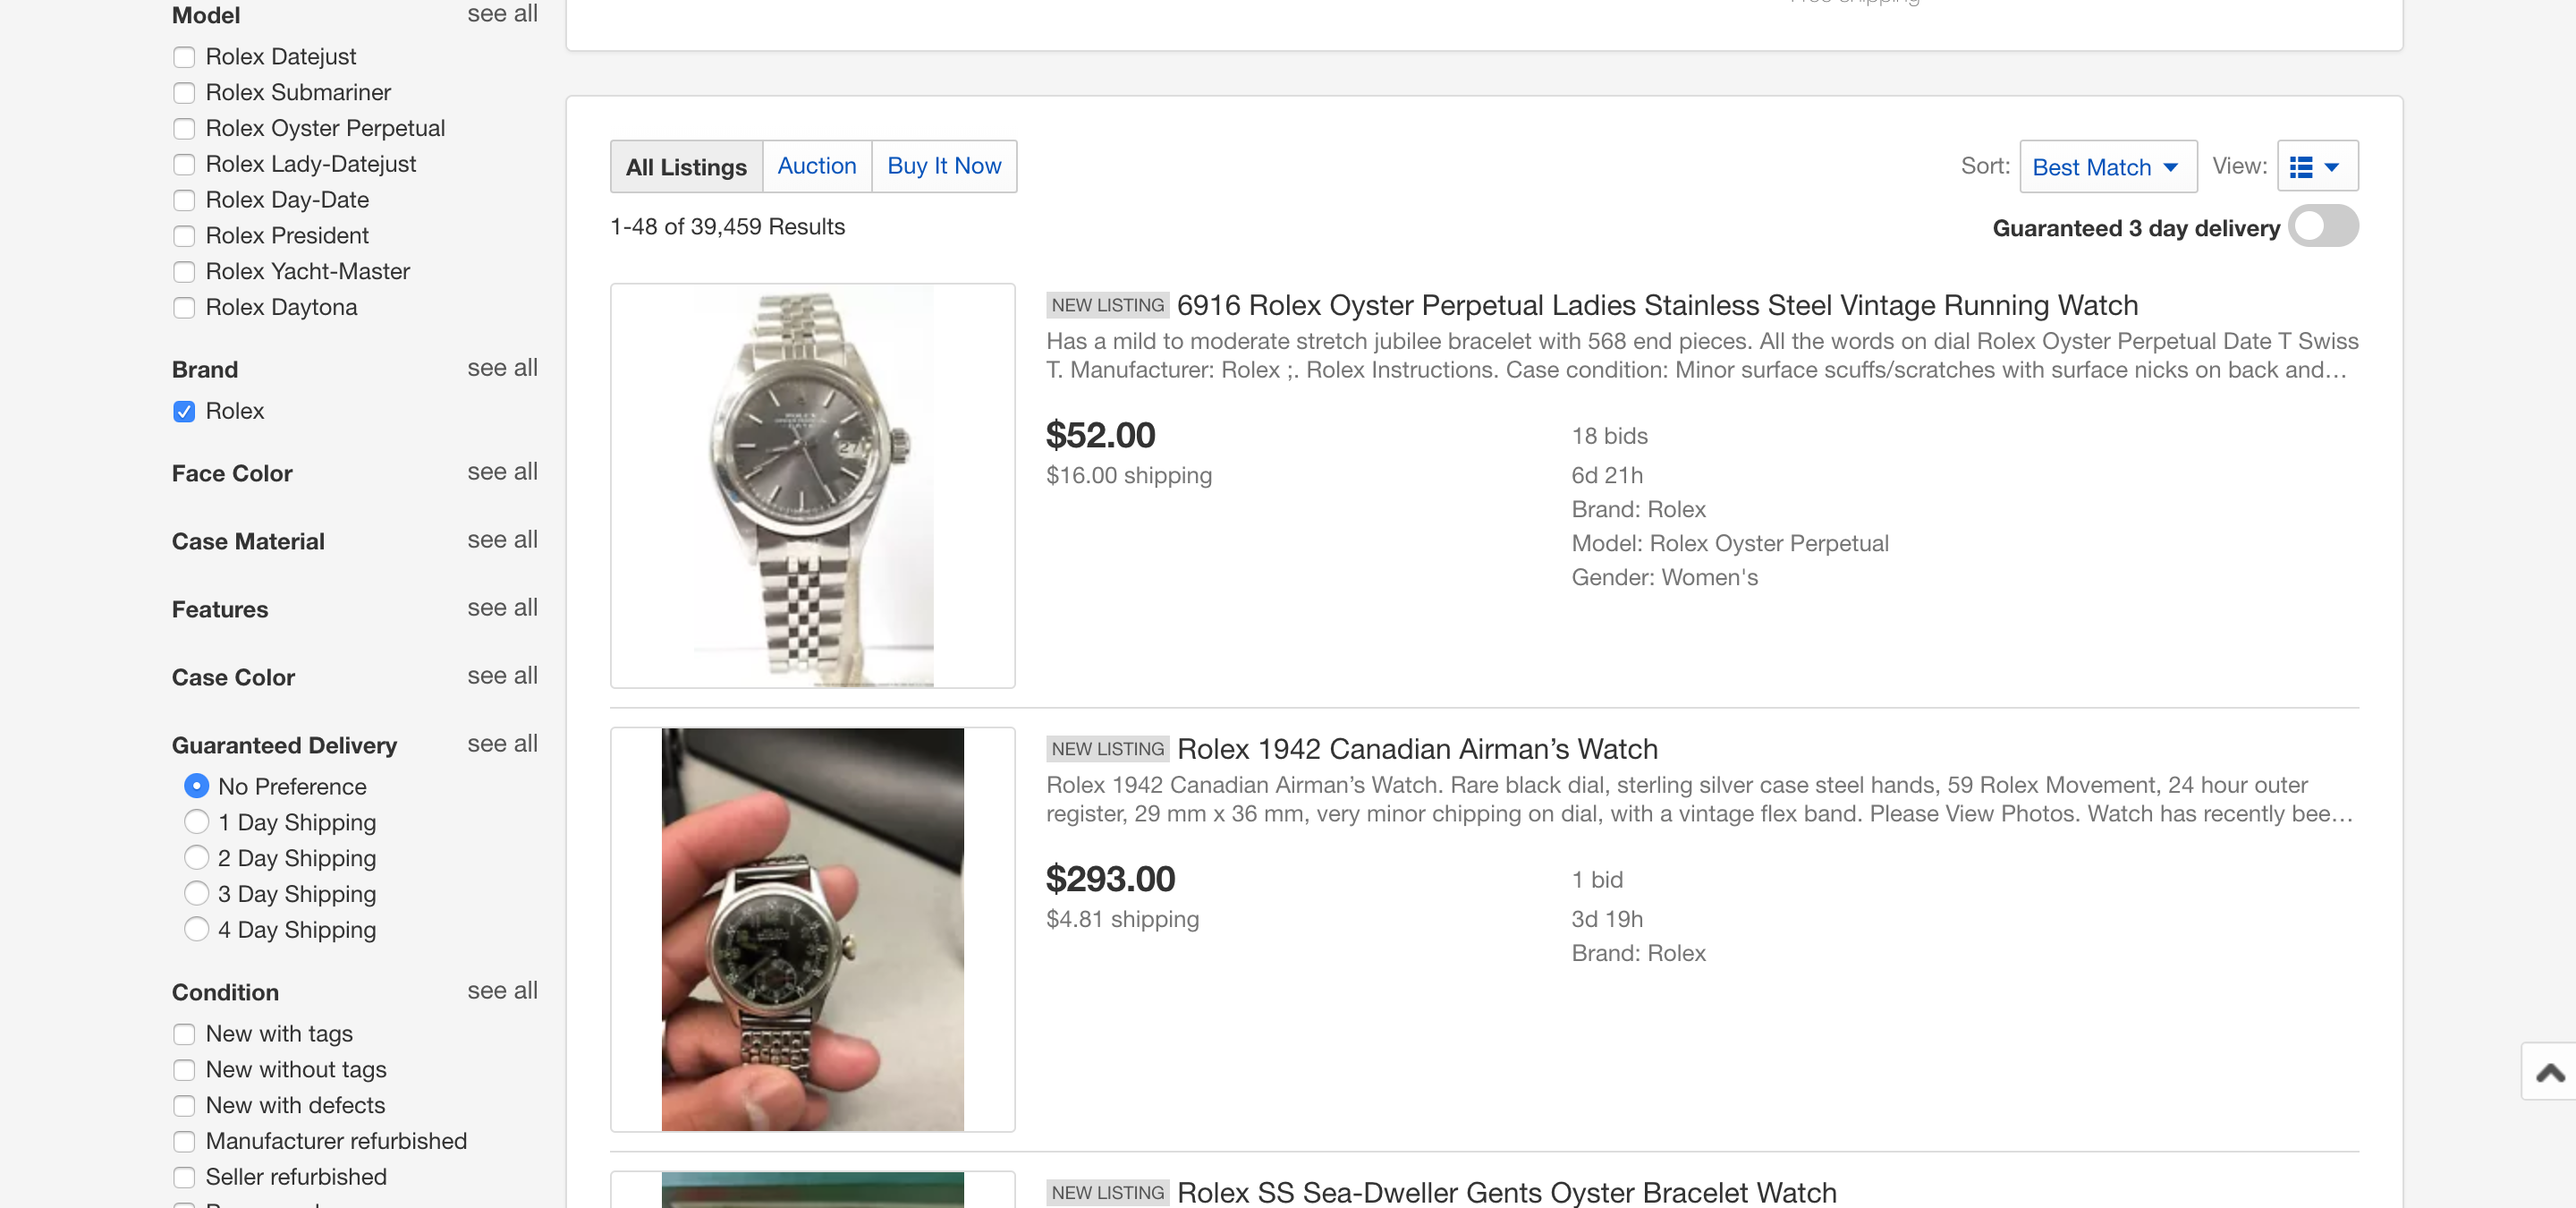 Model see all
Rolex Datejust
Rolex Submariner
Rolex Oyster Perpetual
Rolex Lady-Datejust
Rolex Day-Date
Rolex President
Rolex Yacht-Master
Rolex Daytona
Brand see all
Rolex
Face Color see all
Case Material see all
Features see all
Case Color see all
Guaranteed Delivery see all
No Preference
1 Day Shipping
2 Day Shipping
3 Day Shipping
4 Day Shipping
Condition see all
New with tags
New without tags
New with defects
Manufacturer refurbished
Seller refurbished
All Listings Auction Buy It Now
Sort: Best Match View:
1-48 of 39,459 Results
Guaranteed 3 day delivery
NEW LISTING 6916 Rolex Oyster Perpetual Ladies Stainless Steel Vintage Running Watch
Has a mild to moderate stretch jubilee bracelet with 568 end pieces. All the words on dial Rolex Oyster Perpetual Date T Swiss
T. Manufacturer: Rolex ;. Rolex Instructions. Case condition: Minor surface scuffs/scratches with surface nicks on back and...
$52.00
$16.00 shipping
18 bids
6d 21h
Brand: Rolex
Model: Rolex Oyster Perpetual
Gender: Women's
NEW LISTING Rolex 1942 Canadian Airman’s Watch
Rolex 1942 Canadian Airman’s Watch. Rare black dial, sterling silver case steel hands, 59 Rolex Movement, 24 hour outer
register, 29 mm x 36 mm, very minor chipping on dial, with a vintage flex band. Please View Photos. Watch has recently bee...
$293.00
$4.81 shipping
1 bid
3d 19h
Brand: Rolex
NEW LISTING Rolex SS Sea-Dweller Gents Oyster Bracelet Watch